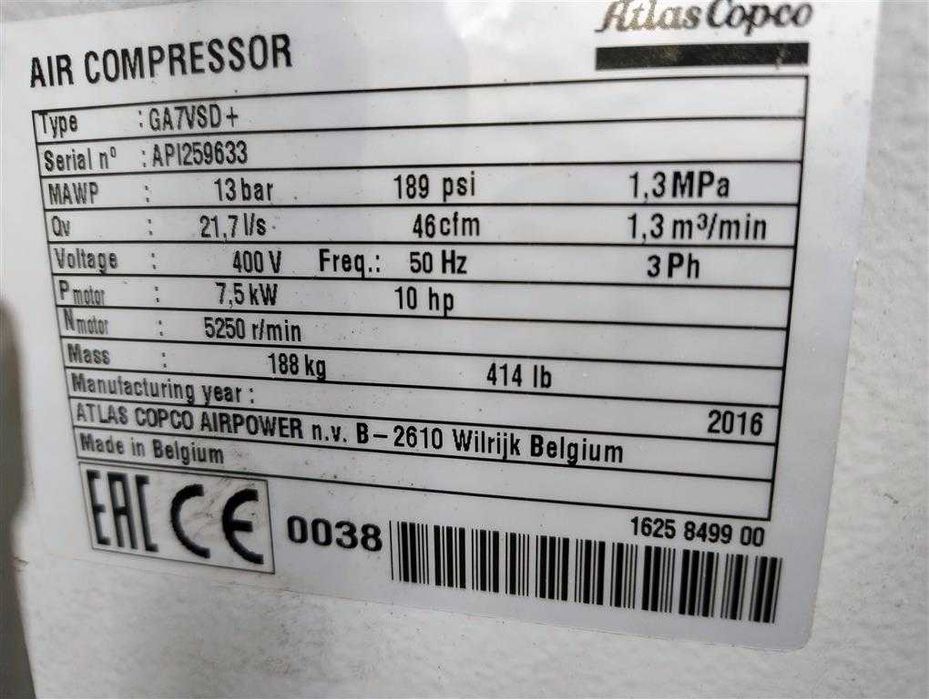 Atlas Copco
AIR COMPRESSOR
Type : GA7VSD+
Serial nº : API259633
MAWP : 13 bar 189 psi 1,3 MPa
Qv : 21,7 l/s 46 cfm 1,3 m³/min
Voltage : 400 V Freq.: 50 Hz 3 Ph
P motor : 7,5 kW 10 hp
N motor : 5250 r/min
Mass : 188 kg 414 lb
Manufacturing year : 2016
ATLAS COPCO AIRPOWER n.v. B-2610 Wilrijk Belgium
Made in Belgium
EAC CE 0038 1625 8499 00